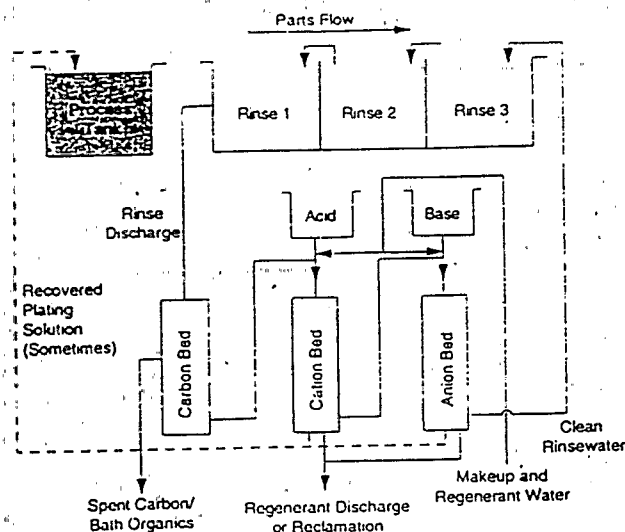 Parts Flow
Process
Tank
Rinse 1
Rinse 2
Rinse 3
Acid
Base
Rinse
Discharge
Recovered
Plating
Solution
(Sometimes)
Carbon Bed
Cation Bed
Anion Bed
Clean
Rinsewater
Spent Carbon/
Bath Organics
Regenerant Discharge
or Reclamation
Makeup and
Regenerant Water